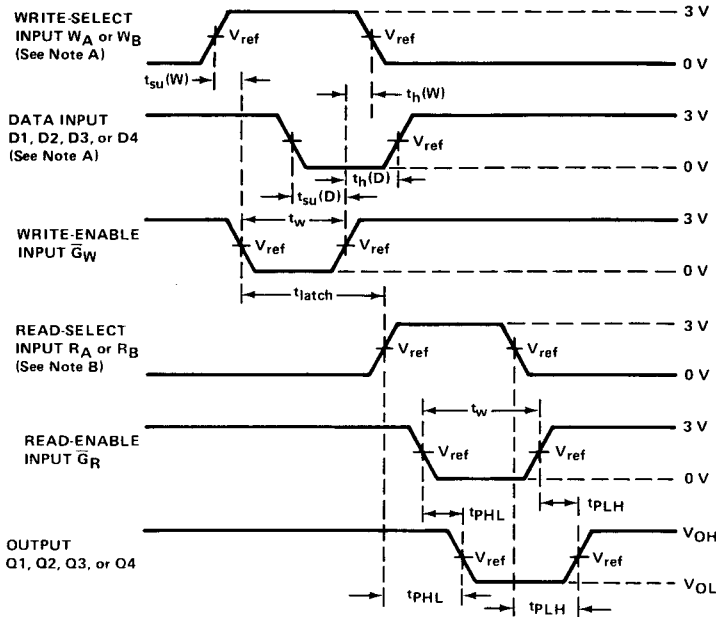 WRITE-SELECT
INPUT WA or WB
(See Note A)
Vref
Vref
3 V
0 V
tsu(W)
th(W)
DATA INPUT
D1, D2, D3, or D4
(See Note A)
Vref
Vref
3 V
0 V
tsu(D)
th(D)
tw
WRITE-ENABLE
INPUT G̅W
Vref
Vref
3 V
0 V
tlatch
READ-SELECT
INPUT RA or RB
(See Note B)
Vref
Vref
3 V
0 V
tw
READ-ENABLE
INPUT G̅R
Vref
Vref
3 V
0 V
tPHL
tPLH
OUTPUT
Q1, Q2, Q3, or Q4
Vref
Vref
VOH
VOL
tPHL
tPLH